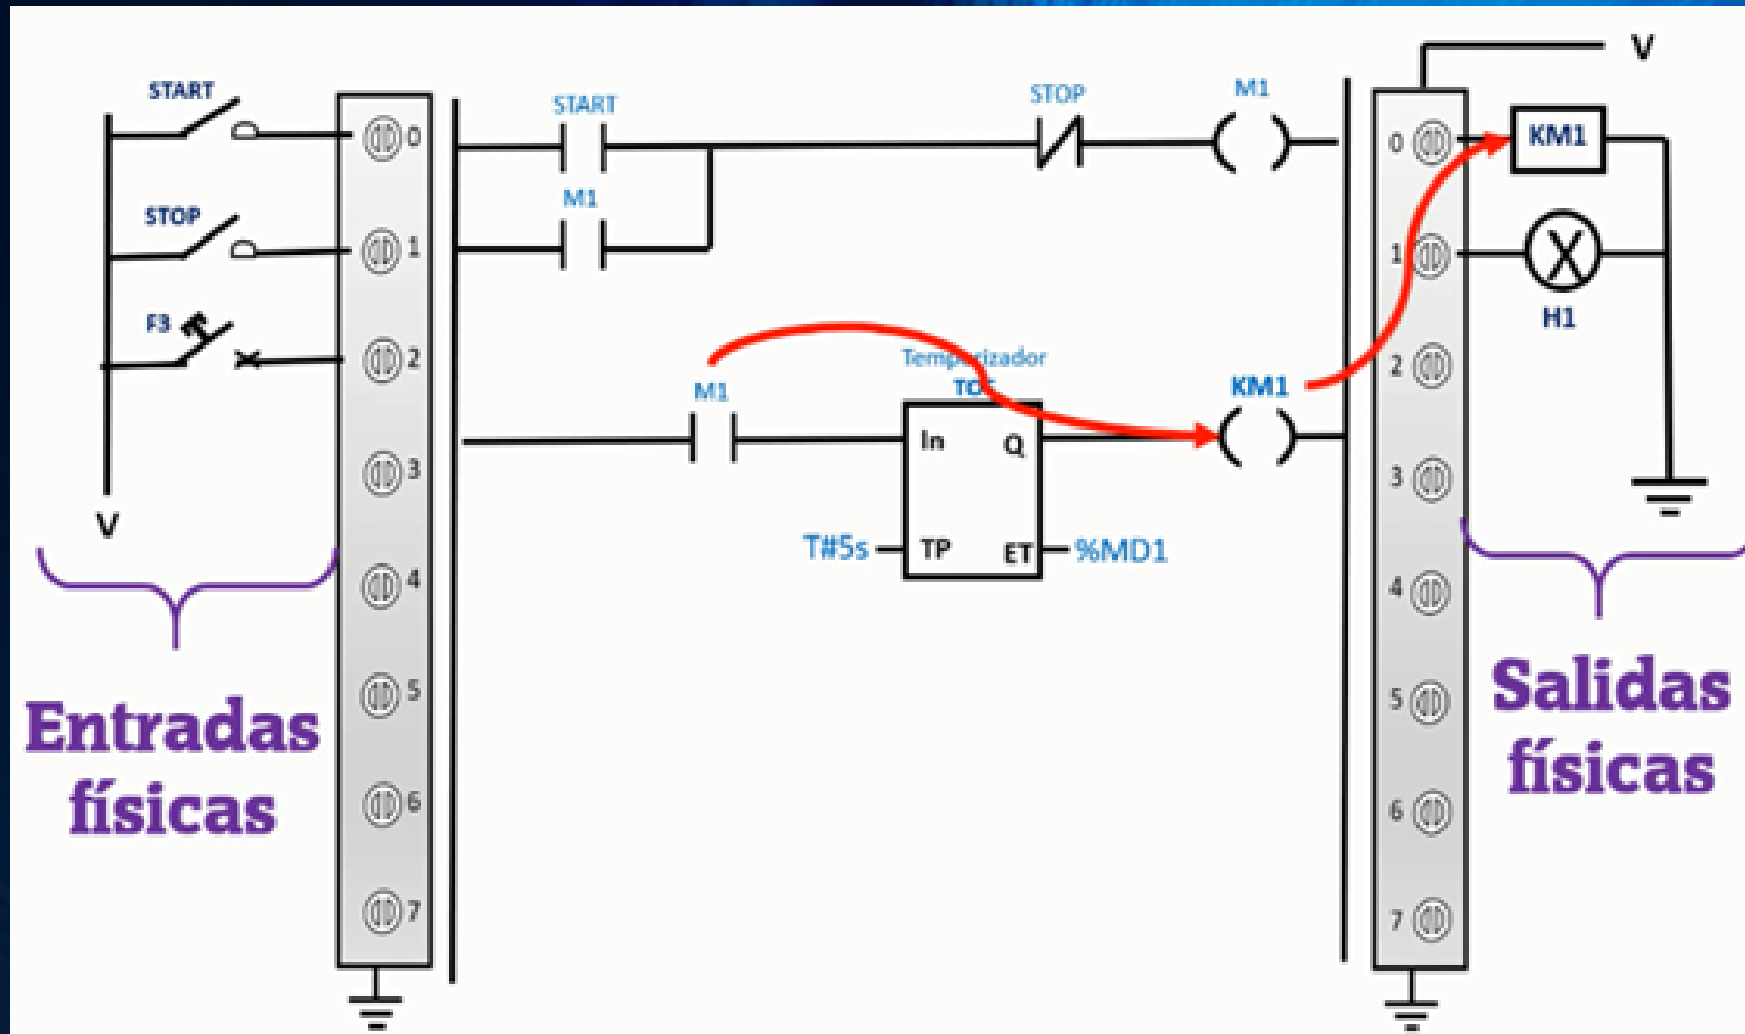 START
STOP
F3
V
Entradas
físicas
0
1
2
3
4
5
6
7
START
STOP
M1
M1
M1
Temporizador
KM1
In
Q
T#5s
TP
ET
%MD1
0
1
2
3
4
5
6
7
V
KM1
H1
Salidas
físicas